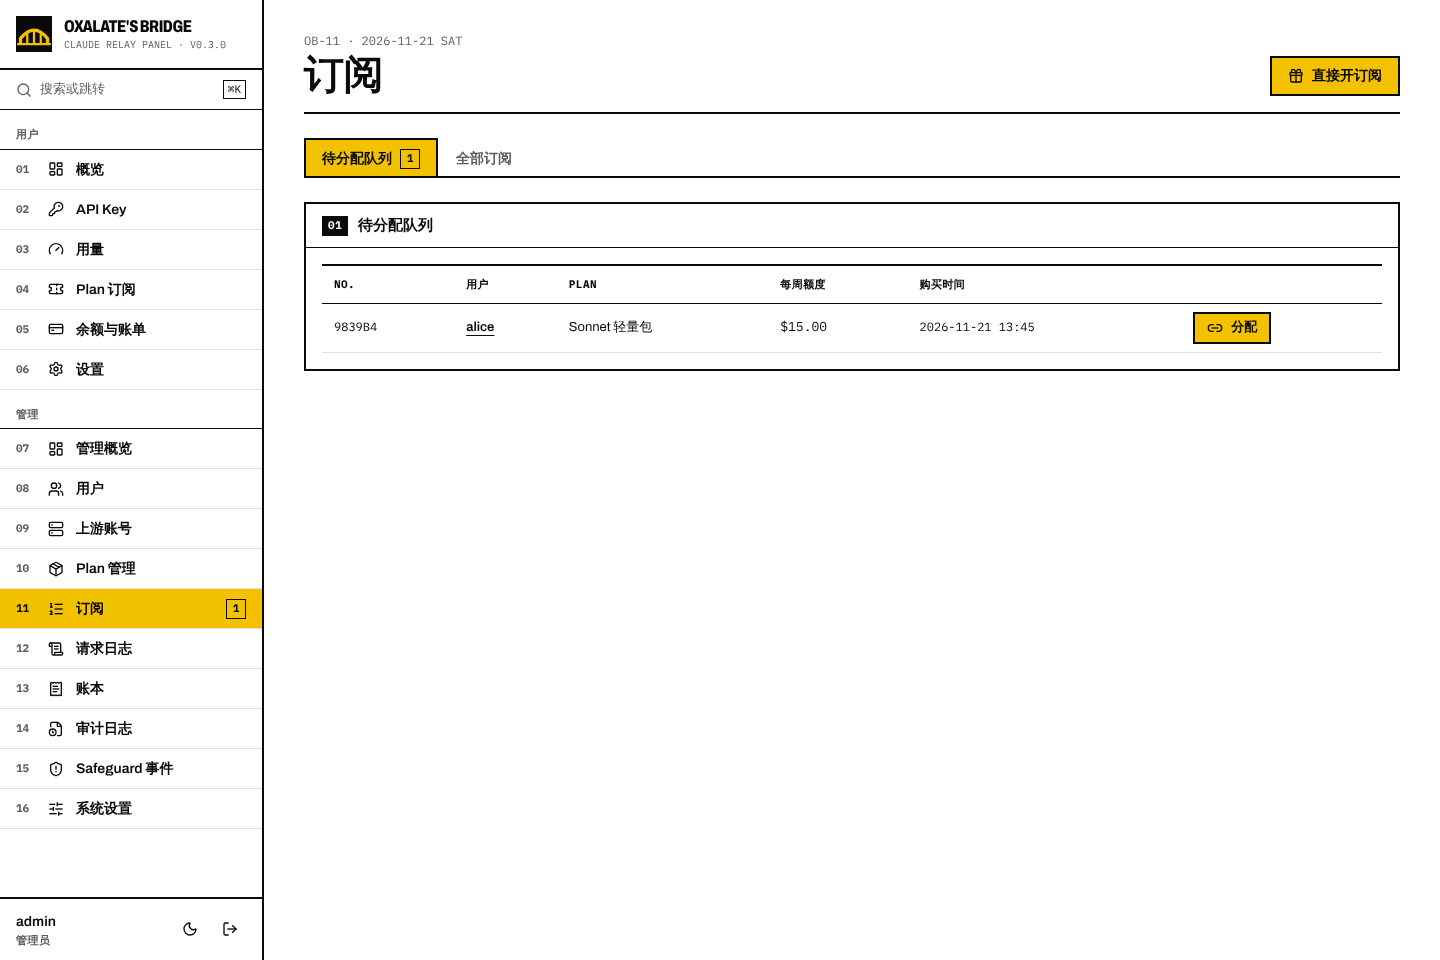 OXALATE'S BRIDGE
CLAUDE RELAY PANEL · V0.3.0
搜索或跳转 ⌘K
用户
01 概览
02 API Key
03 用量
04 Plan 订阅
05 余额与账单
06 设置
管理
07 管理概览
08 用户
09 上游账号
10 Plan 管理
11 订阅 1
12 请求日志
13 账本
14 审计日志
15 Safeguard 事件
16 系统设置
admin
管理员
OB-11 · 2026-11-21 SAT
订阅
直接开订阅
待分配队列 1 全部订阅
01 待分配队列
NO. 用户 PLAN 每周额度 购买时间
9839B4 alice Sonnet 轻量包 $15.00 2026-11-21 13:45 分配